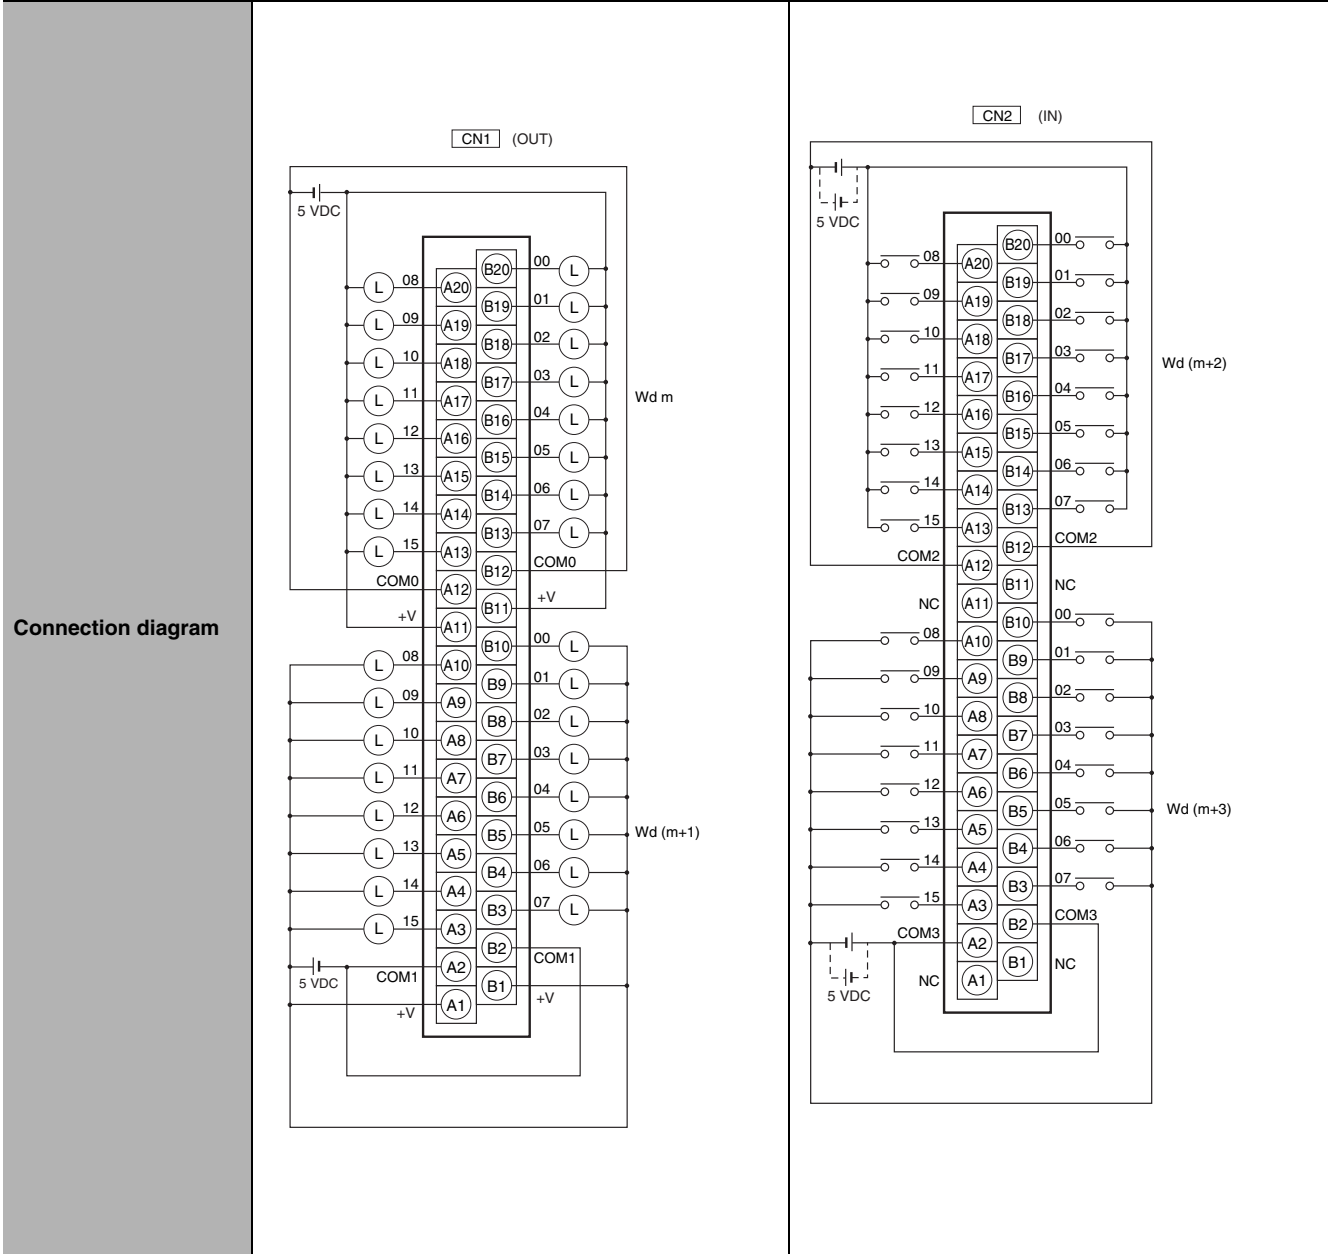 Connection diagram
CN1 (OUT)
5 VDC
B20 00 L
L 08 A20
B19 01 L
L 09 A19
B18 02 L
L 10 A18
B17 03 L
L 11 A17
Wd m
B16 04 L
L 12 A16
B15 05 L
L 13 A15
B14 06 L
L 14 A14
B13 07 L
L 15 A13
B12 COM0
COM0 A12
B11 +V
+V A11
B10 00 L
L 08 A10
B9 01 L
L 09 A9
B8 02 L
L 10 A8
B7 03 L
L 11 A7
B6 04 L
L 12 A6
B5 05 L
Wd (m+1)
L 13 A5
B4 06 L
L 14 A4
B3 07 L
L 15 A3
B2 COM1
5 VDC
COM1 A2
B1 +V
+V A1
CN2 (IN)
5 VDC
B20 00
08 A20
B19 01
09 A19
B18 02
10 A18
B17 03
Wd (m+2)
11 A17
B16 04
12 A16
B15 05
13 A15
B14 06
14 A14
B13 07
15 A13
B12 COM2
COM2 A12
B11 NC
NC A11
B10 00
08 A10
B9 01
09 A9
B8 02
10 A8
B7 03
11 A7
B6 04
12 A6
B5 05
Wd (m+3)
13 A5
B4 06
14 A4
B3 07
15 A3
B2 COM3
COM3 A2
B1 NC
NC A1
5 VDC